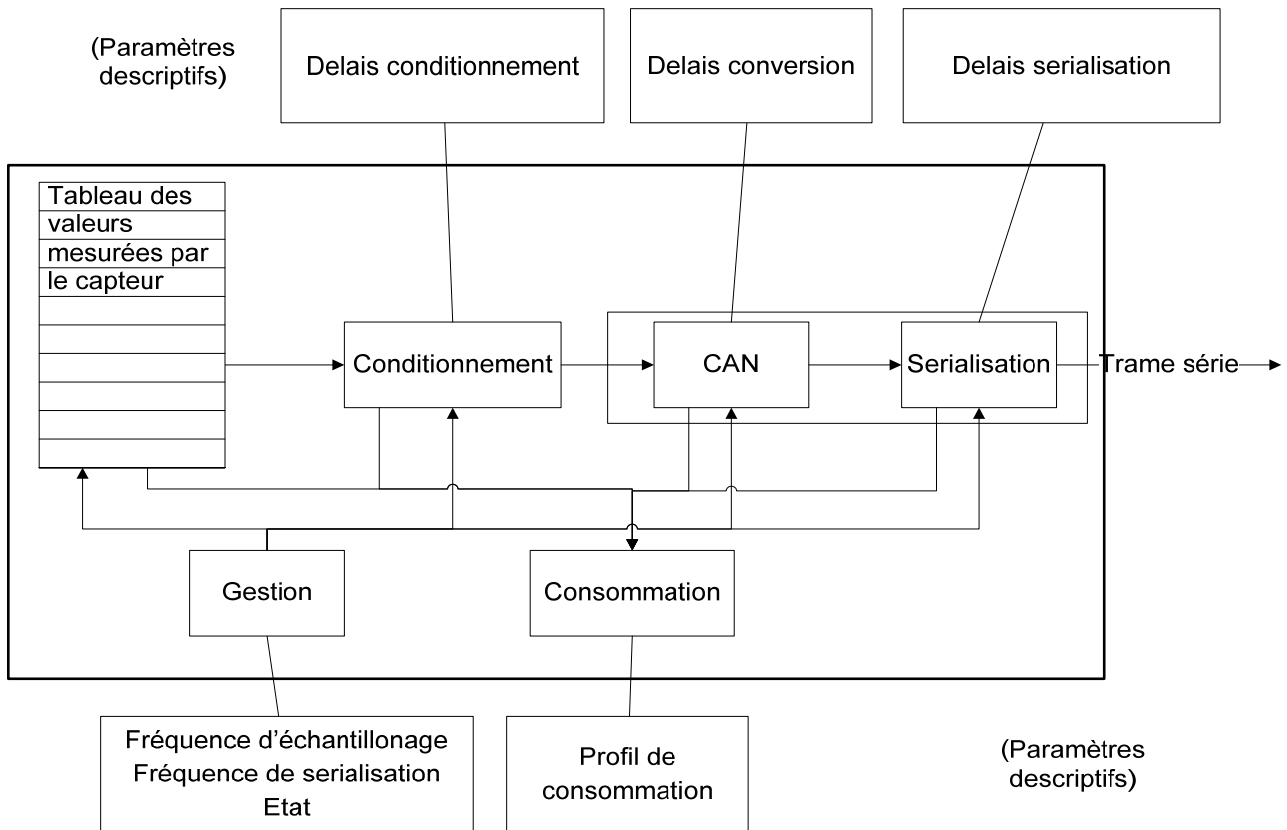 (Paramètres
descriptifs)
Delais conditionnement
Delais conversion
Delais serialisation
Tableau des
valeurs
mesurées par
le capteur
Conditionnement
CAN
Serialisation
Trame série
Gestion
Consommation
Fréquence d'échantillonage
Fréquence de serialisation
Etat
Profil de
consommation
(Paramètres
descriptifs)